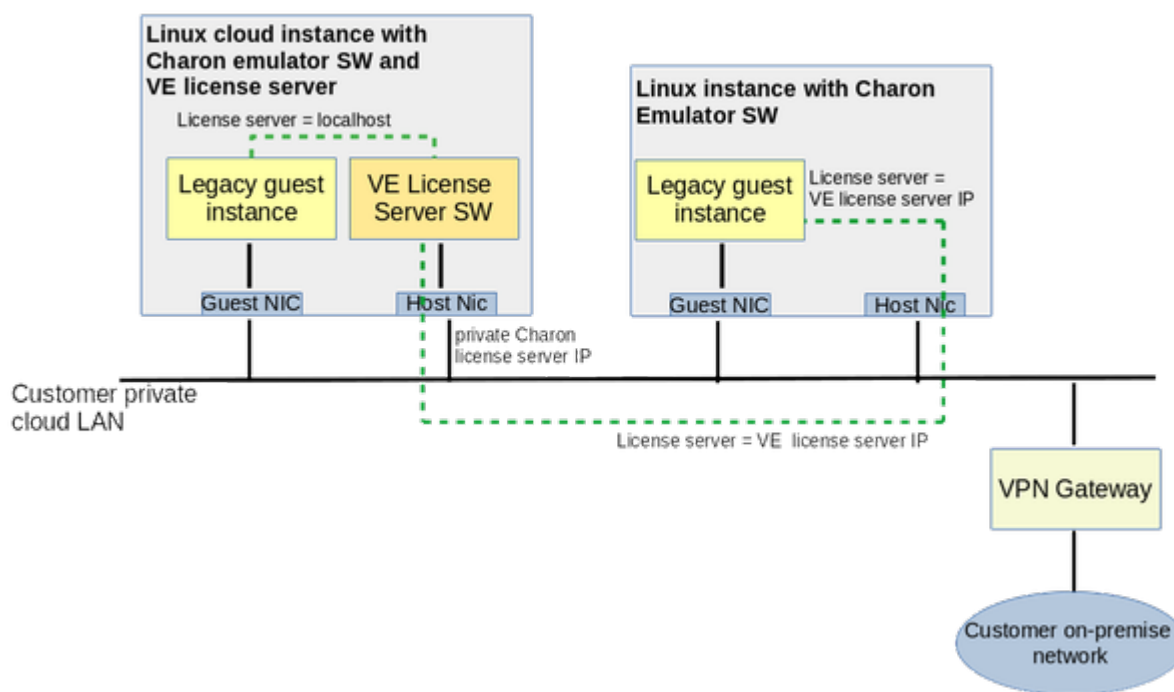 Linux cloud instance with
Charon emulator SW and
VE license server
License server = localhost
Legacy guest
instance
VE License
Server SW
Guest NIC
Host Nic
private Charon
license server IP
Linux instance with Charon
Emulator SW
Legacy guest
instance
License server =
VE license server IP
Guest NIC
Host Nic
Customer private
cloud LAN
License server = VE license server IP
VPN Gateway
Customer on-premise
network